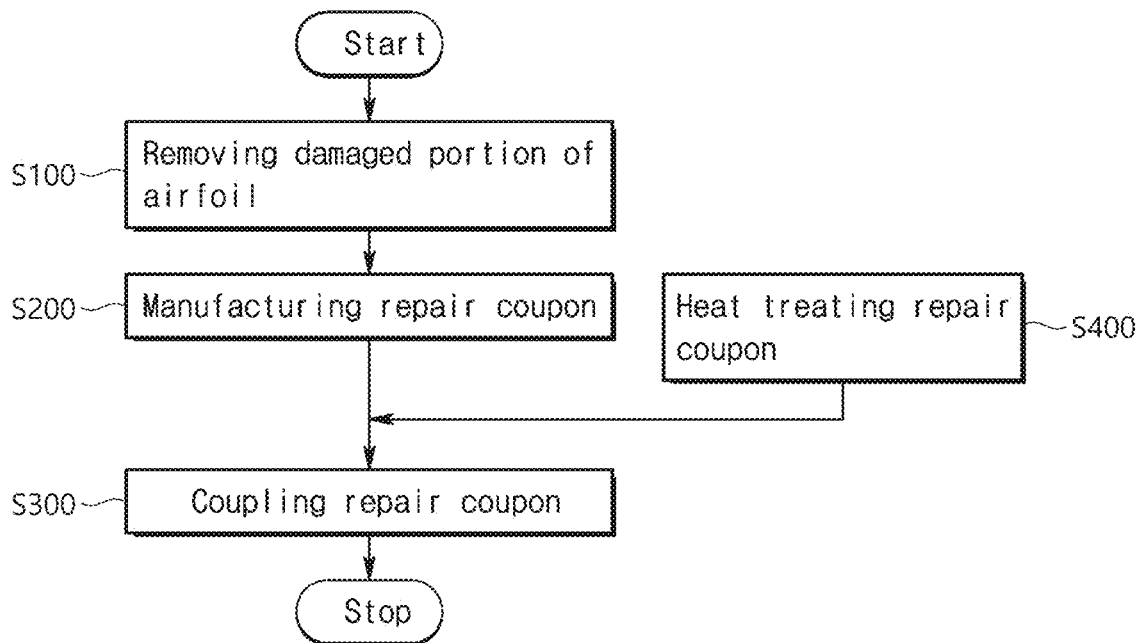 Start
S100
Removing damaged portion of
airfoil
S200
Manufacturing repair coupon
Heat treating repair
coupon
S400
S300
Coupling repair coupon
Stop